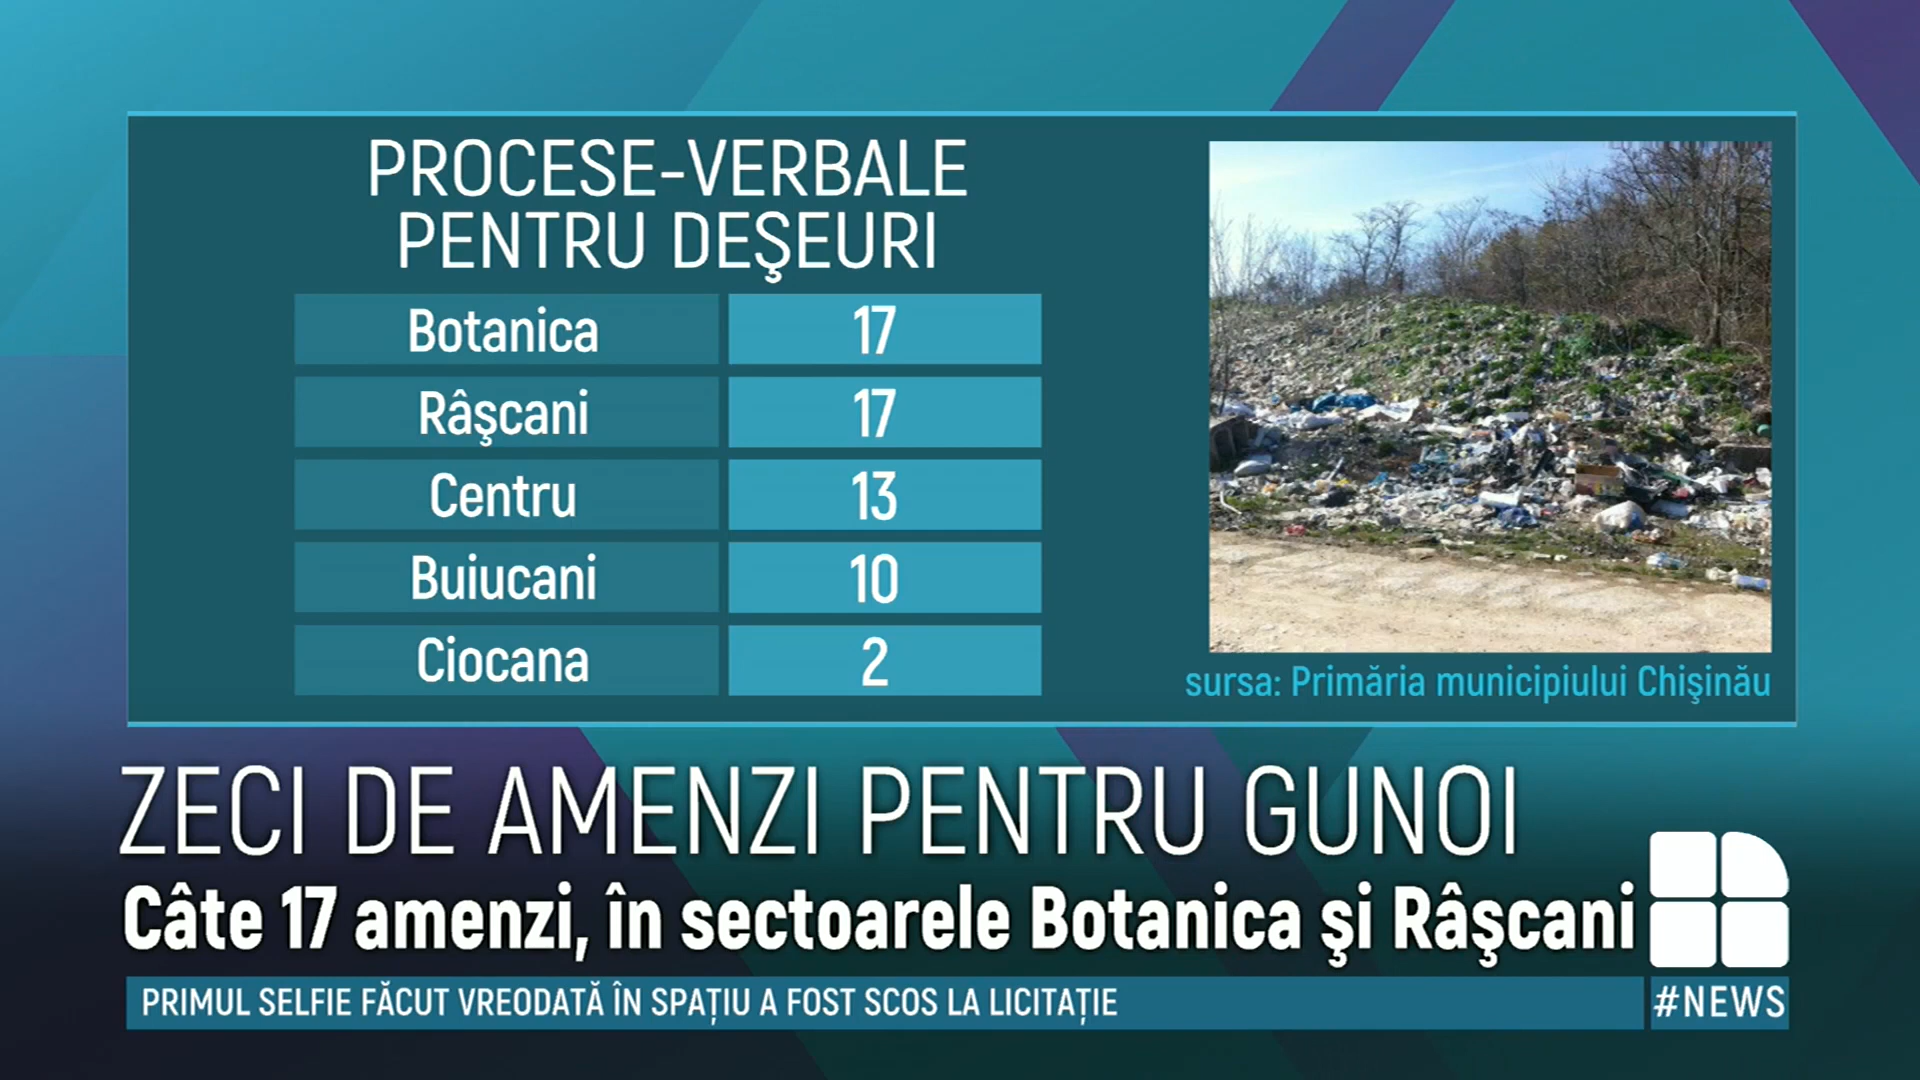 PROCESE-VERBALE
PENTRU DEŞEURI
Botanica 17
Râşcani 17
Centru 13
Buiucani 10
Ciocana 2
sursa: Primăria municipiului Chişinău
ZECI DE AMENZI PENTRU GUNOI
Câte 17 amenzi, în sectoarele Botanica şi Râşcani
PRIMUL SELFIE FĂCUT VREODATĂ ÎN SPAȚIU A FOST SCOS LA LICITAȚIE
#NEWS